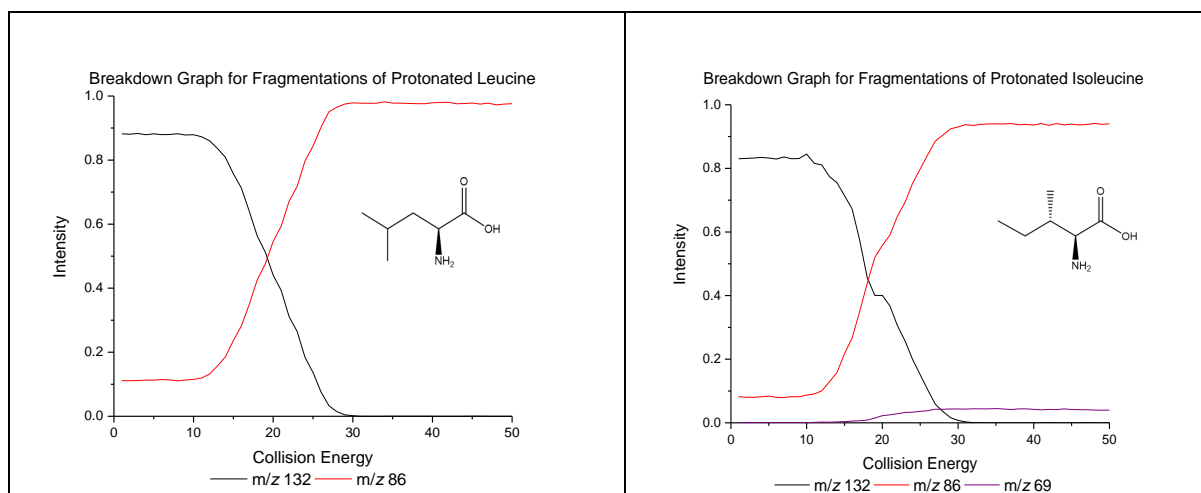 Breakdown Graph for Fragmentations of Protonated Leucine
1.0
0.8
0.6
0.4
0.2
0.0
Intensity
O
OH
NH2
0 10 20 30 40 50
Collision Energy
m/z 132 m/z 86
Breakdown Graph for Fragmentations of Protonated Isoleucine
1.0
0.8
0.6
0.4
0.2
0.0
Intensity
O
OH
NH2
0 10 20 30 40 50
Collision Energy
m/z 132 m/z 86 m/z 69